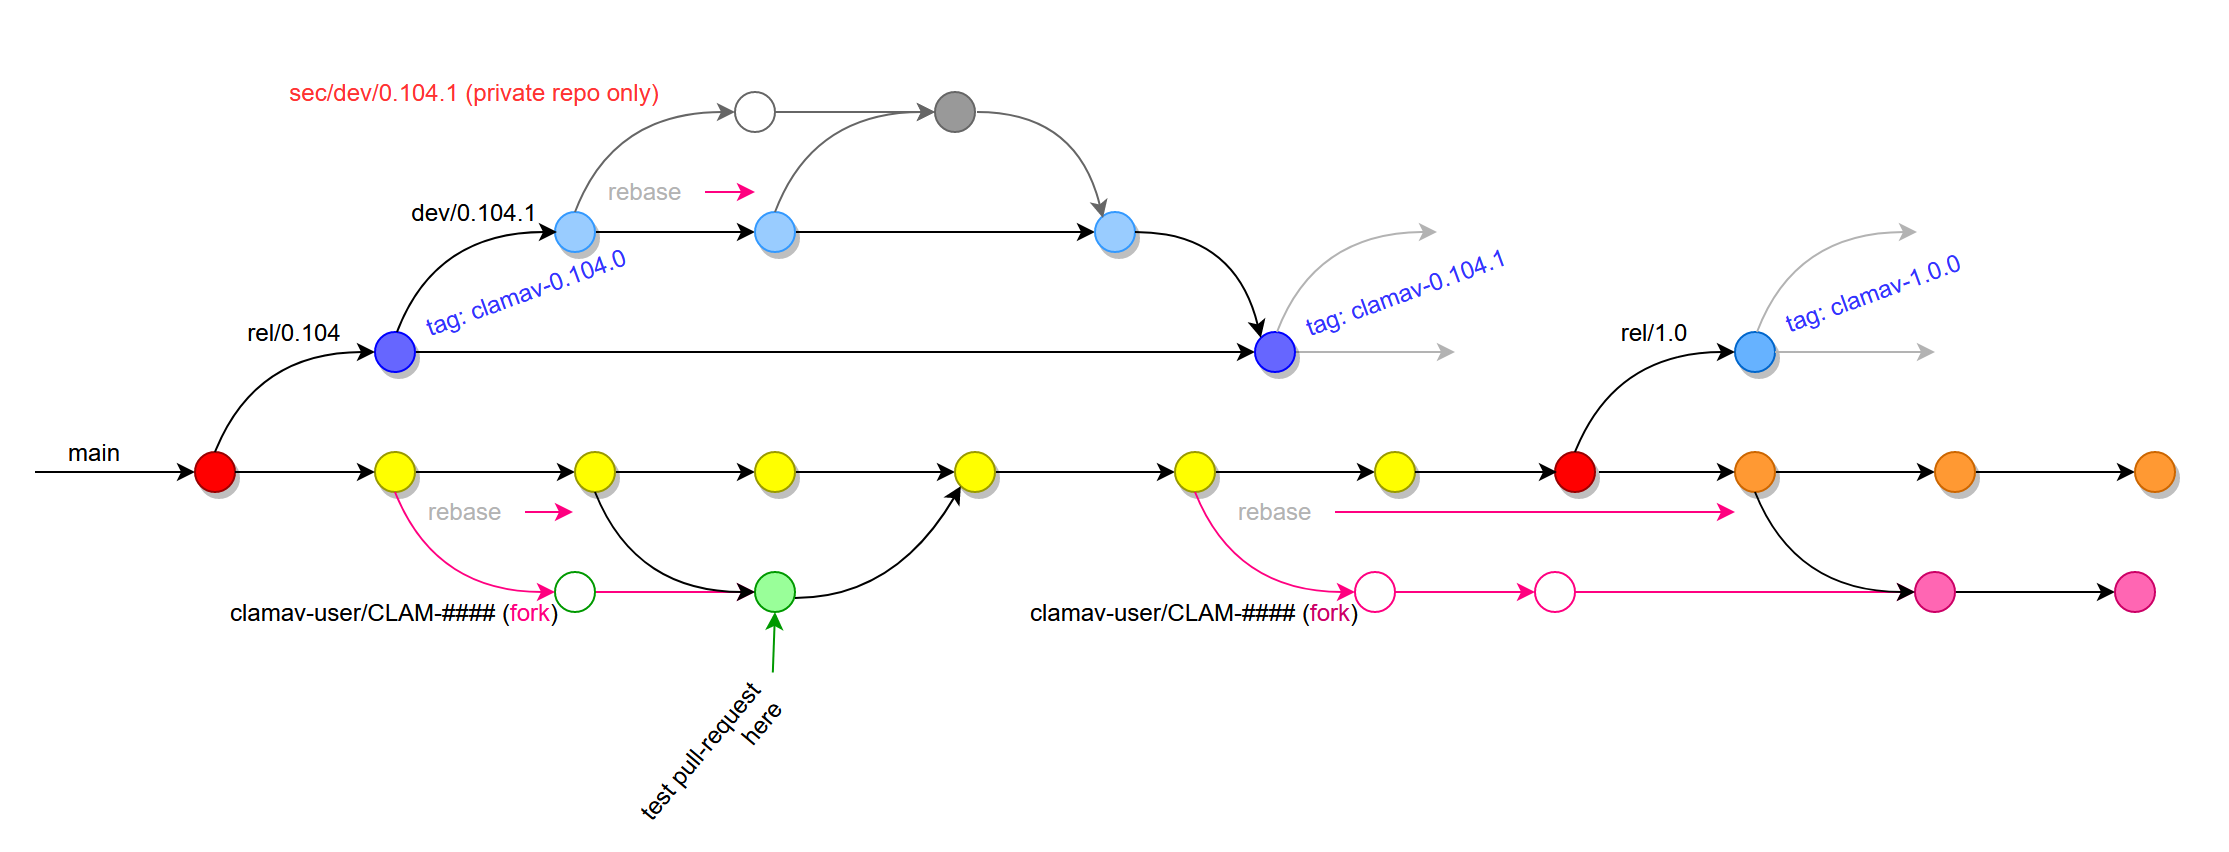 sec/dev/0.104.1 (private repo only)
rebase
dev/0.104.1
tag: clamav-0.104.0
tag: clamav-0.104.1
tag: clamav-1.0.0
rel/0.104
rel/1.0
main
rebase
rebase
clamav-user/CLAM-#### (fork)
clamav-user/CLAM-#### (fork)
test pull-request
here